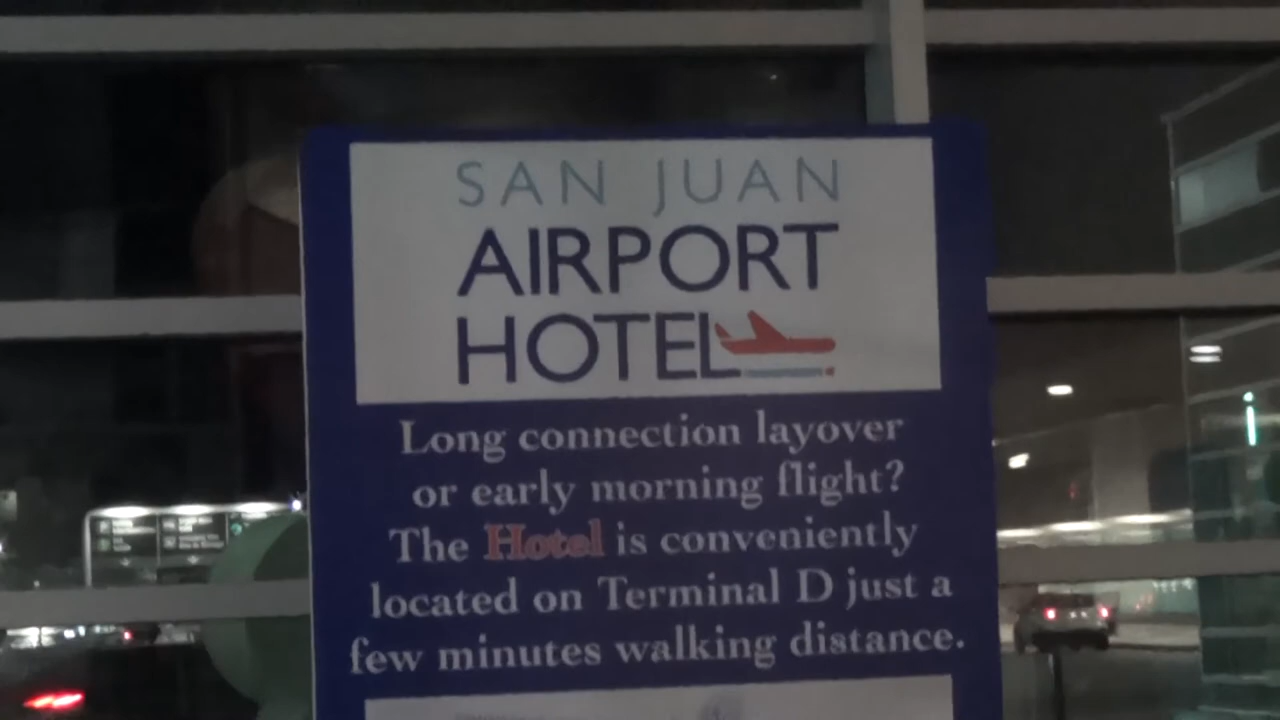 SAN JUAN
AIRPORT
HOTEL
Long connection layover
or early morning flight?
The Hotel is conveniently
located on Terminal D just a
few minutes walking distance.